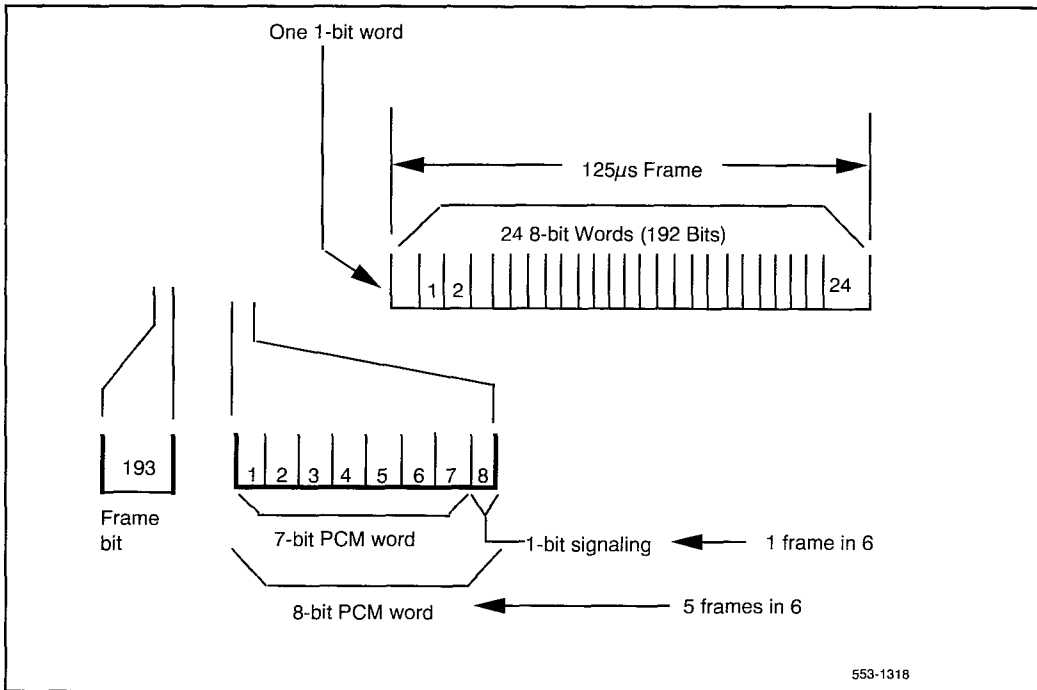 One 1-bit word
125µs Frame
24 8-bit Words (192 Bits)
1 2 24
193
1 2 3 4 5 6 7 8
Frame
bit
7-bit PCM word
1-bit signaling
1 frame in 6
8-bit PCM word
5 frames in 6
553-1318